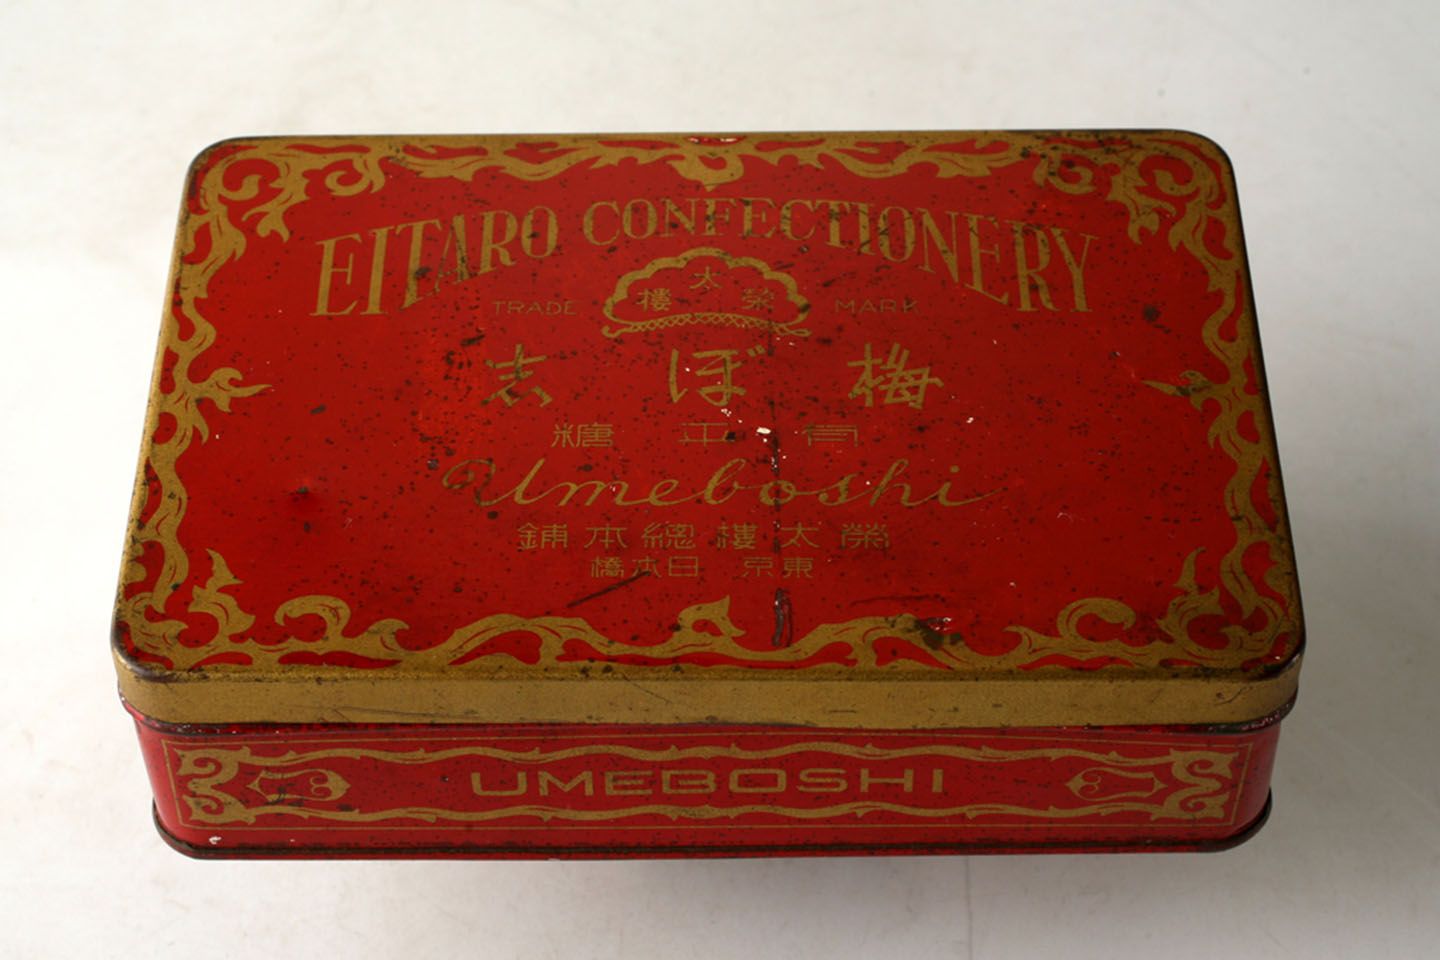 EITARO CONFECTIONERY
TRADE MARK
榮太樓
梅ぼ志
有平糖
Umeboshi
榮太樓總本鋪
東京 日本橋
UMEBOSHI